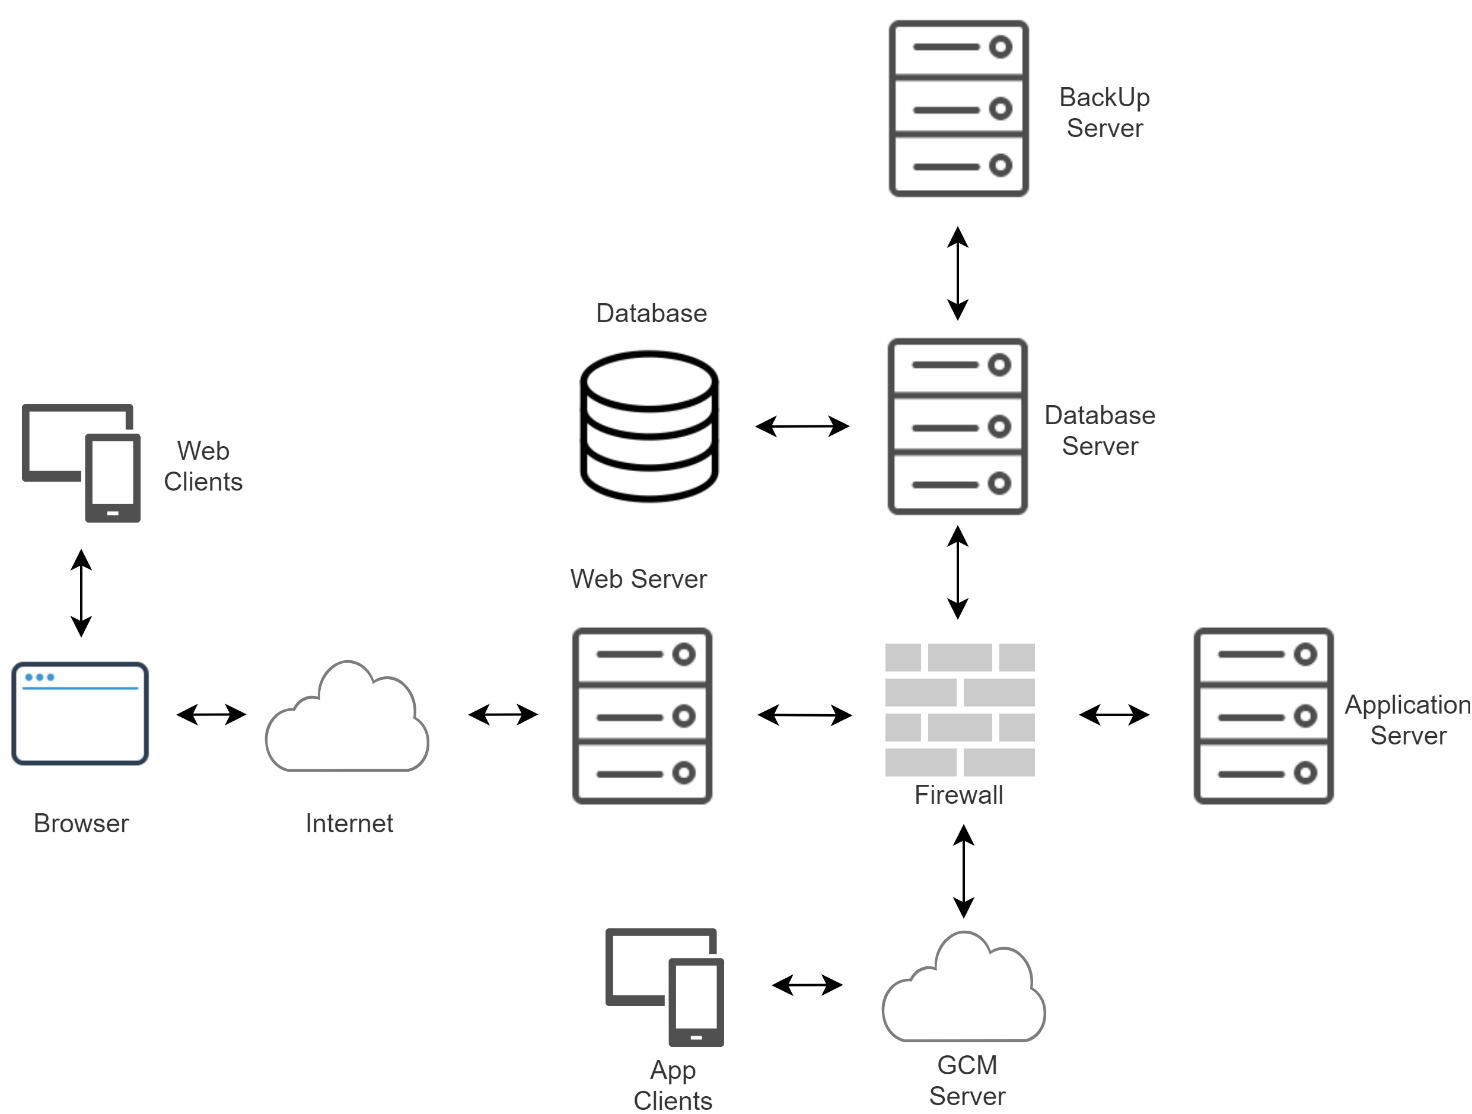 BackUp
Server
Database
Database
Server
Web
Clients
Web Server
Application
Server
Firewall
Browser
Internet
App
Clients
GCM
Server